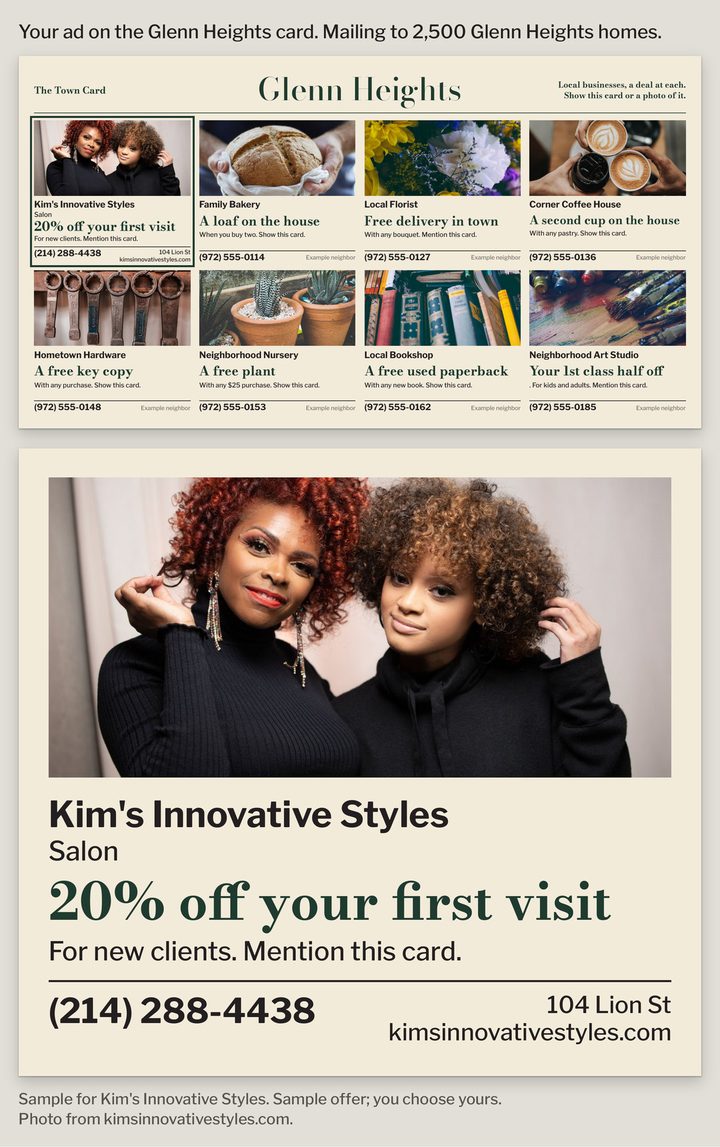 Your ad on the Glenn Heights card. Mailing to 2,500 Glenn Heights homes.
The Town Card
Glenn Heights
Local businesses, a deal at each.
Show this card or a photo of it.
Kim's Innovative Styles
Salon
20% off your first visit
For new clients. Mention this card.
(214) 288-4438
104 Lion St
kimsinnovativestyles.com
Family Bakery
A loaf on the house
When you buy two. Show this card.
(972) 555-0114
Example neighbor
Local Florist
Free delivery in town
With any bouquet. Mention this card.
(972) 555-0127
Example neighbor
Corner Coffee House
A second cup on the house
With any pastry. Show this card.
(972) 555-0136
Example neighbor
Hometown Hardware
A free key copy
With any purchase. Show this card.
(972) 555-0148
Example neighbor
Neighborhood Nursery
A free plant
With any $25 purchase. Show this card.
(972) 555-0153
Example neighbor
Local Bookshop
A free used paperback
With any new book. Show this card.
(972) 555-0162
Example neighbor
Neighborhood Art Studio
Your 1st class half off
. For kids and adults. Mention this card.
(972) 555-0185
Example neighbor
Kim's Innovative Styles
Salon
20% off your first visit
For new clients. Mention this card.
(214) 288-4438
104 Lion St
kimsinnovativestyles.com
Sample for Kim's Innovative Styles. Sample offer; you choose yours.
Photo from kimsinnovativestyles.com.